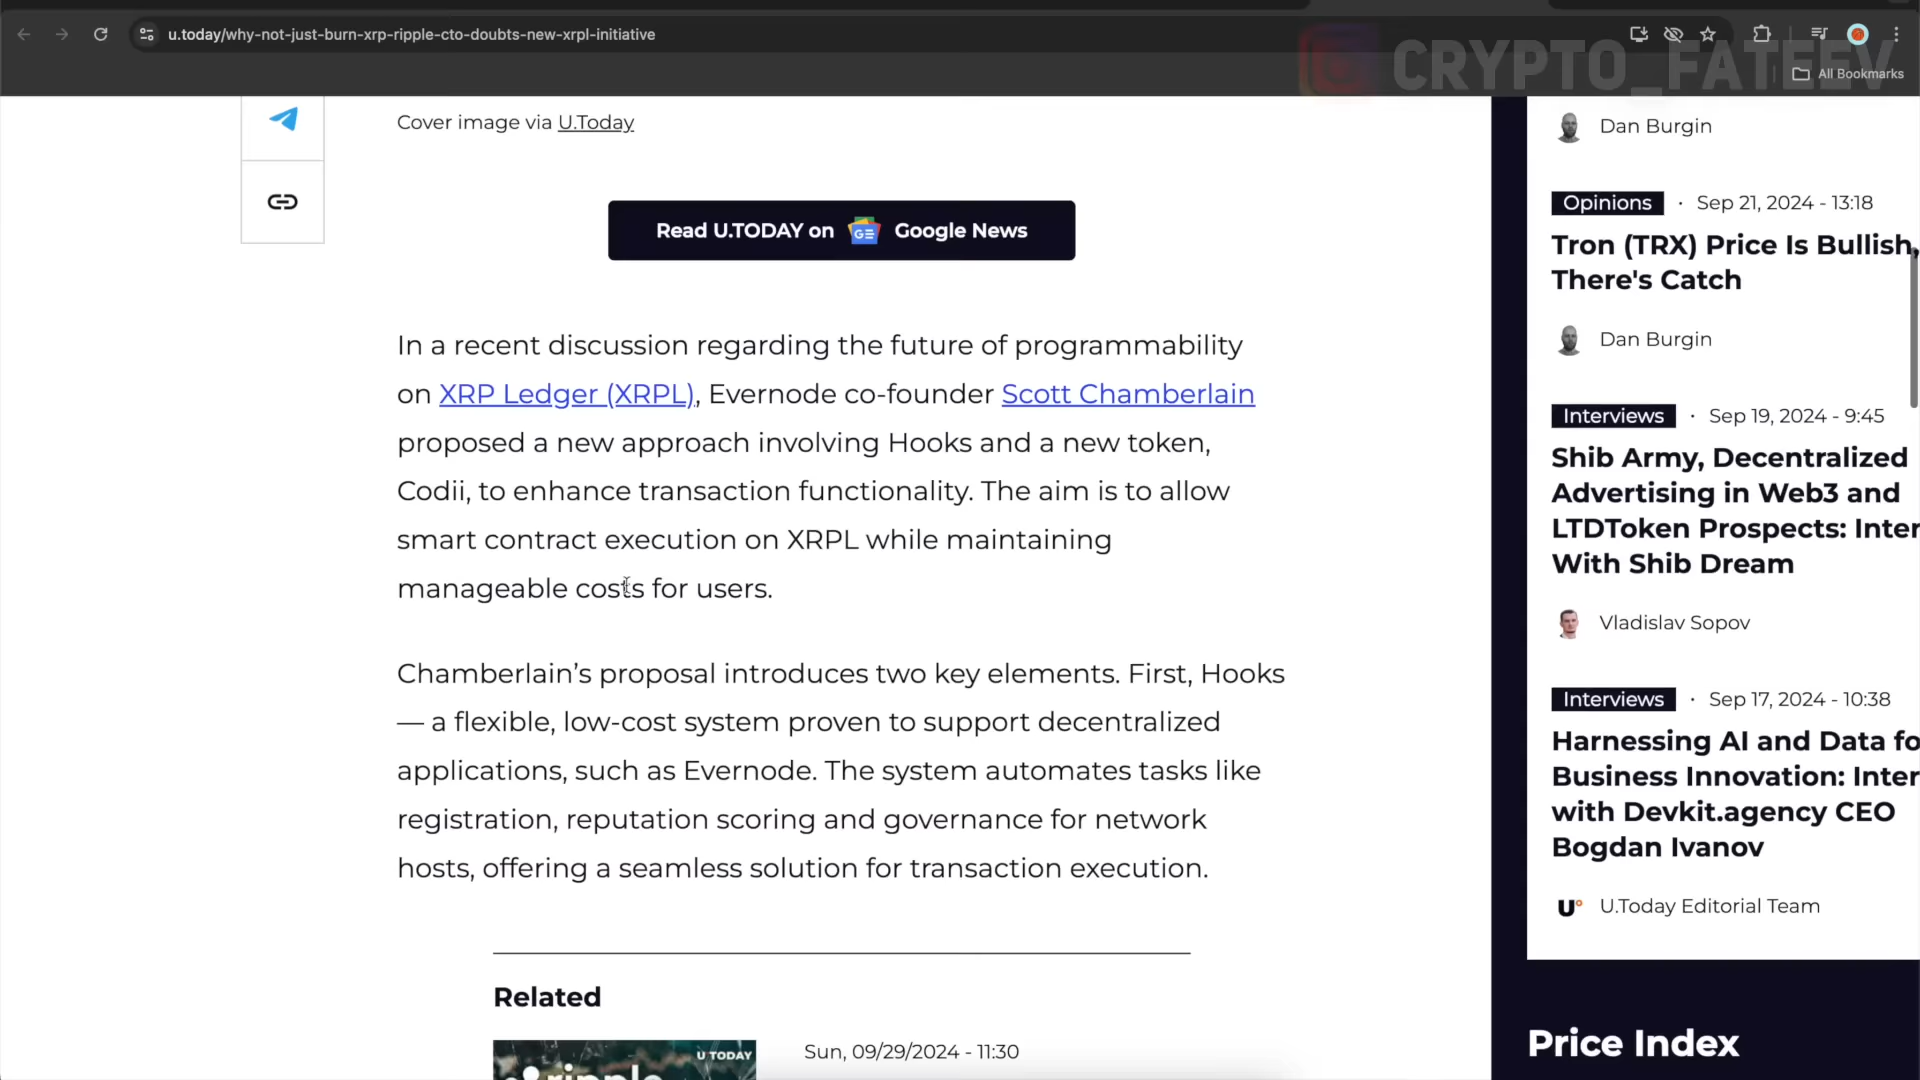 u.today/why-not-just-burn-xrp-ripple-cto-doubts-new-xrpl-initiative
CRYPTO_FATEEV
All Bookmarks
Cover image via U.Today
Read U.TODAY on Google News
In a recent discussion regarding the future of programmability
on XRP Ledger (XRPL), Evernode co-founder Scott Chamberlain
proposed a new approach involving Hooks and a new token,
Codii, to enhance transaction functionality. The aim is to allow
smart contract execution on XRPL while maintaining
manageable costs for users.
Chamberlain’s proposal introduces two key elements. First, Hooks
— a flexible, low-cost system proven to support decentralized
applications, such as Evernode. The system automates tasks like
registration, reputation scoring and governance for network
hosts, offering a seamless solution for transaction execution.
Related
U TODAY
ripple
Sun, 09/29/2024 - 11:30
Dan Burgin
Opinions · Sep 21, 2024 - 13:18
Tron (TRX) Price Is Bullish,
There's Catch
Dan Burgin
Interviews · Sep 19, 2024 - 9:45
Shib Army, Decentralized
Advertising in Web3 and
LTDToken Prospects: Inter
With Shib Dream
Vladislav Sopov
Interviews · Sep 17, 2024 - 10:38
Harnessing AI and Data fo
Business Innovation: Inter
with Devkit.agency CEO
Bogdan Ivanov
U° U.Today Editorial Team
Price Index